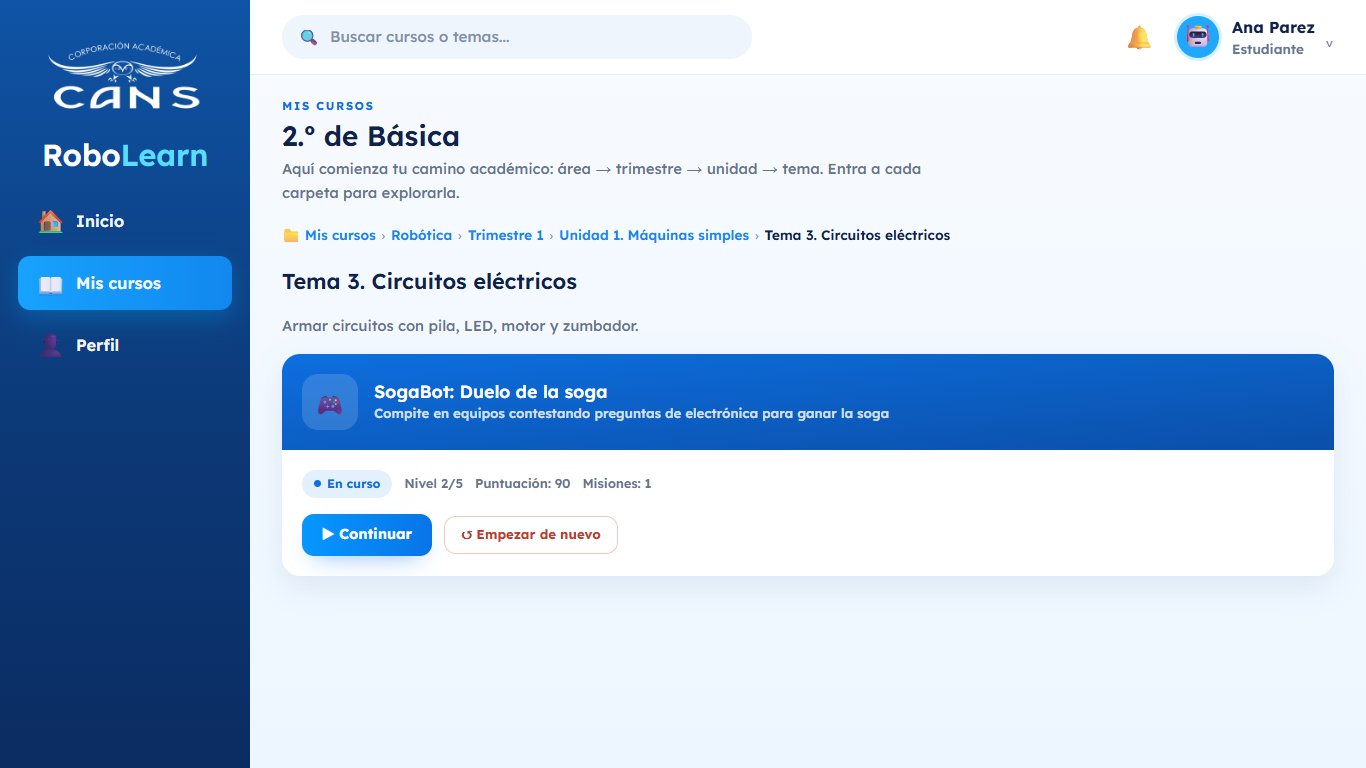 CORPORACIÓN ACADÉMICA
CANS
RoboLearn
Inicio
Mis cursos
Perfil
Buscar cursos o temas...
Ana Parez
Estudiante
v
MIS CURSOS
2.º de Básica
Aquí comienza tu camino académico: área → trimestre → unidad → tema. Entra a cada
carpeta para explorarla.
Mis cursos › Robótica › Trimestre 1 › Unidad 1. Máquinas simples › Tema 3. Circuitos eléctricos
Tema 3. Circuitos eléctricos
Armar circuitos con pila, LED, motor y zumbador.
SogaBot: Duelo de la soga
Compite en equipos contestando preguntas de electrónica para ganar la soga
En curso Nivel 2/5 Puntuación: 90 Misiones: 1
▶ Continuar ↺ Empezar de nuevo